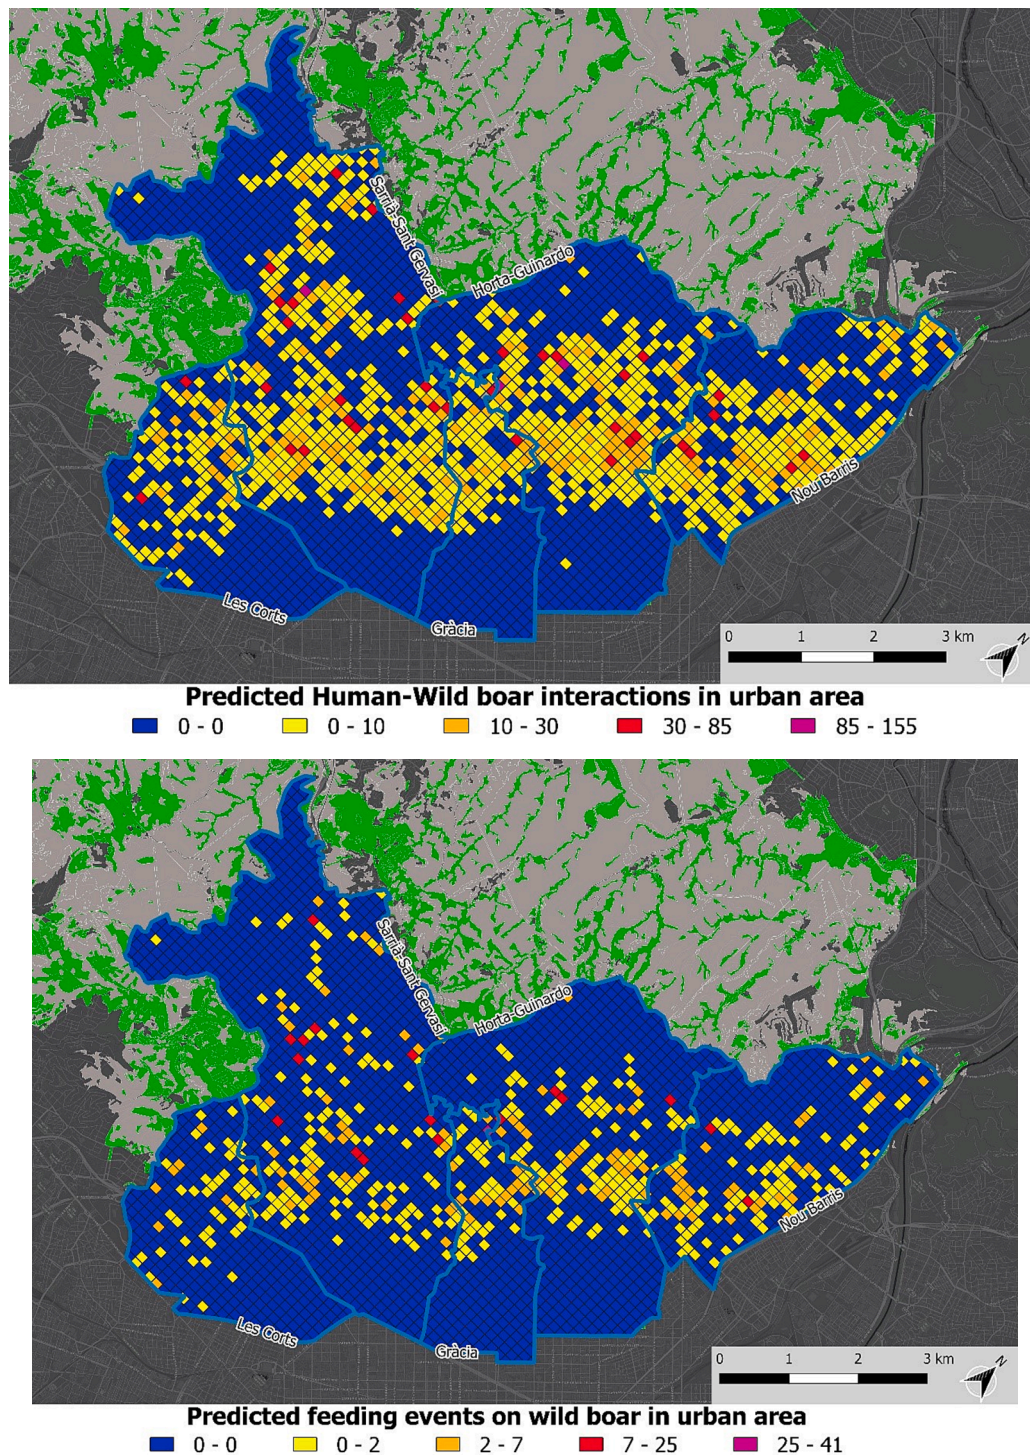 Sarrià-Sant Gervasi
Horta-Guinardo
Nou Barris
Les Corts
Gràcia
0 1 2 3 km
N
Predicted Human-Wild boar interactions in urban area
0 - 0 0 - 10 10 - 30 30 - 85 85 - 155
Sarrià-Sant Gervasi
Horta-Guinardo
Nou Barris
Les Corts
Gràcia
0 1 2 3 km
N
Predicted feeding events on wild boar in urban area
0 - 0 0 - 2 2 - 7 7 - 25 25 - 41